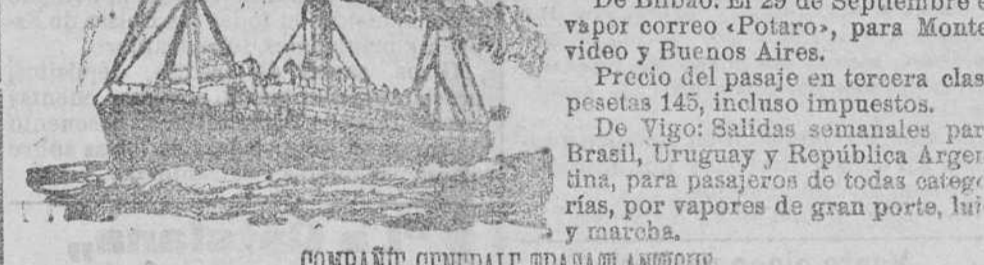 De Bilbao: El 29 de Septiembre e
vapor correo «Potaro», para Monte
video y Buenos Aires.
Precio del pasaje en tercera clas
pesetas 145, incluso impuestos.
De Vigo: Salidas semanales par
Brasil, Uruguay y República Argen
tina, para pasajeros de todas catego
rías, por vapores de gran porte, luj
y marcha.